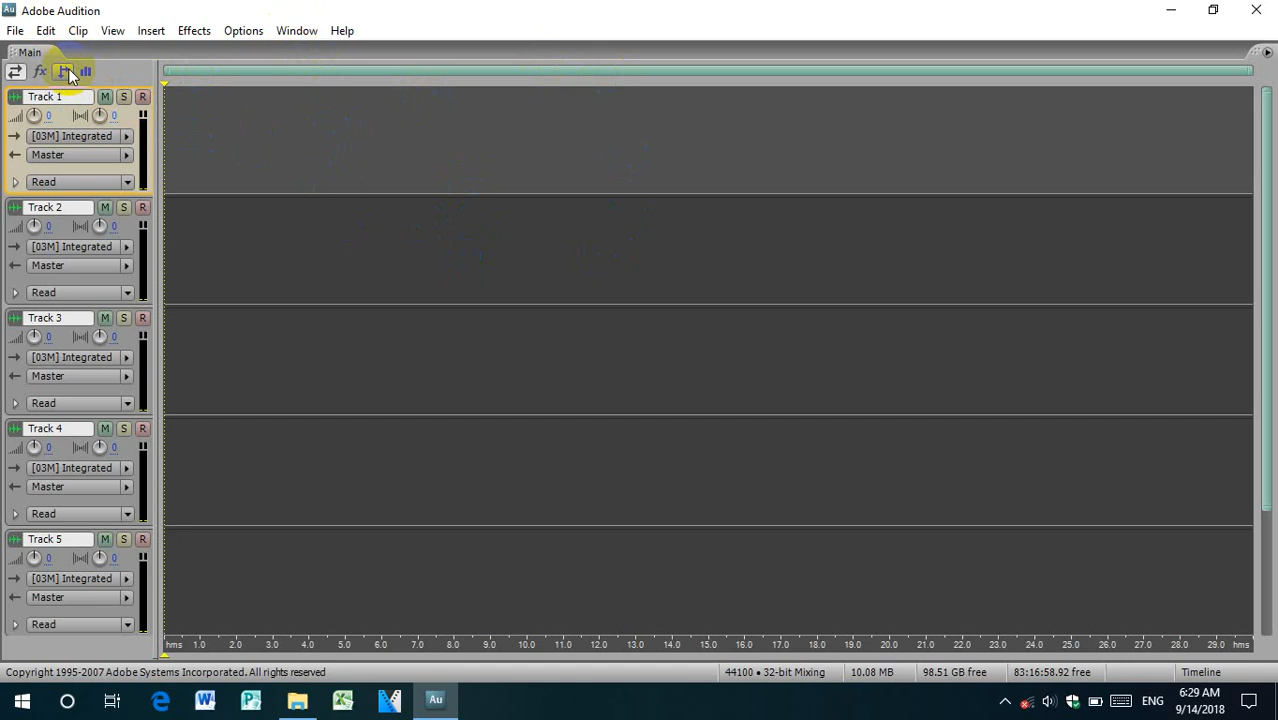 Au Adobe Audition
File Edit Clip View Insert Effects Options Window Help
Main
fx
Track 1 M S R
0 0
[03M] Integrated
Master
Read
Track 2 M S R
0 0
[03M] Integrated
Master
Read
Track 3 M S R
0 0
[03M] Integrated
Master
Read
Track 4 M S R
0 0
[03M] Integrated
Master
Read
Track 5 M S R
0 0
[03M] Integrated
Master
Read
hms 1.0 2.0 3.0 4.0 5.0 6.0 7.0 8.0 9.0 10.0 11.0 12.0 13.0 14.0 15.0 16.0 17.0 18.0 19.0 20.0 21.0 22.0 23.0 24.0 25.0 26.0 27.0 28.0 29.0 hms
Copyright 1995-2007 Adobe Systems Incorporated. All rights reserved 44100 • 32-bit Mixing 10.08 MB 98.51 GB free 83:16:58.92 free Timeline
Au ENG 6:29 AM
9/14/2018